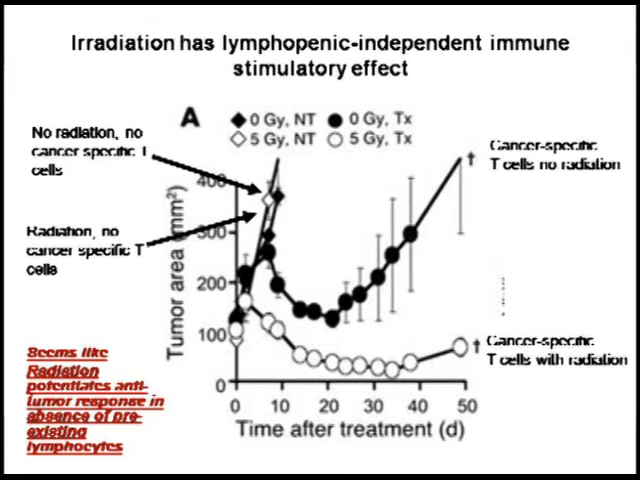 Irradiation has lymphopenic-independent immune
stimulatory effect
A
0 Gy, NT 0 Gy, Tx
5 Gy, NT 5 Gy, Tx
No radiation, no
cancer specific T
cells
Radiation, no
cancer specific T
cells
Cancer-specific
T cells no radiation
†
Cancer-specific
T cells with radiation
†
Tumor area (mm²)
400
300
200
100
0
0 10 20 30 40 50
Time after treatment (d)
Seems like
Radiation
potentiates anti-
tumor response in
absence of pre-
existing
lymphocytes